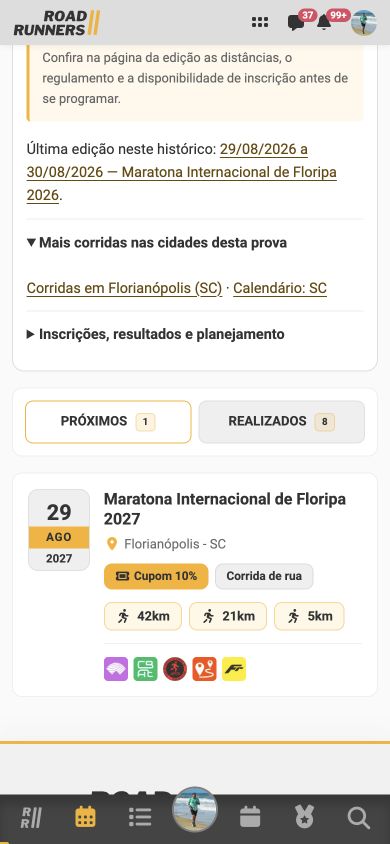 ROAD
RUNNERS
37
99+
Confira na página da edição as distâncias, o
regulamento e a disponibilidade de inscrição antes de
se programar.
Última edição neste histórico: 29/08/2026 a
30/08/2026 — Maratona Internacional de Floripa
2026.
▼ Mais corridas nas cidades desta prova
Corridas em Florianópolis (SC) · Calendário: SC
▶ Inscrições, resultados e planejamento
PRÓXIMOS 1
REALIZADOS 8
29
AGO
2027
Maratona Internacional de Floripa
2027
Florianópolis - SC
Cupom 10%
Corrida de rua
42km
21km
5km
CBAt